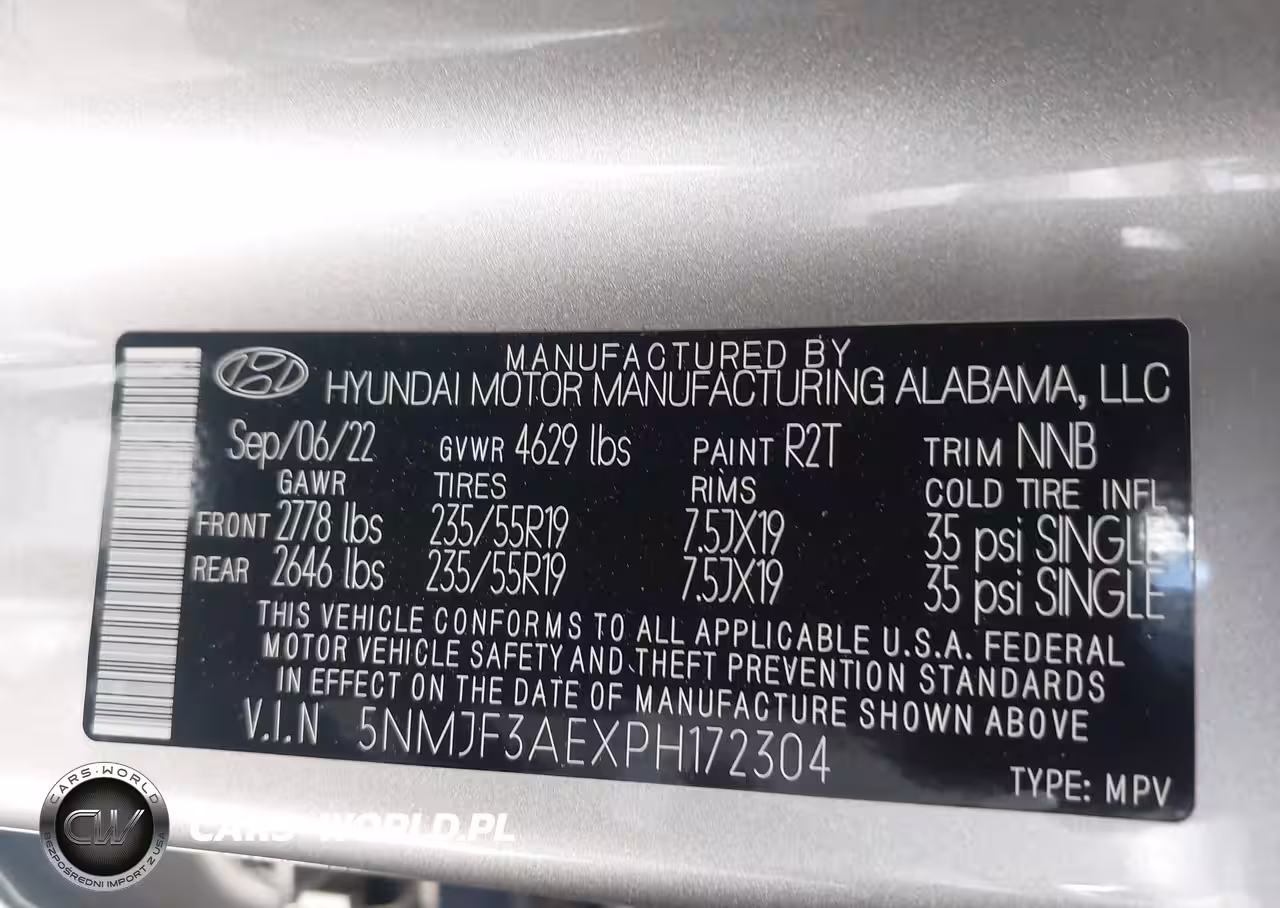 MANUFACTURED BY
HYUNDAI MOTOR MANUFACTURING ALABAMA, LLC
Sep/06/22 GVWR 4629 lbs PAINT R2T TRIM NNB
GAWR TIRES RIMS COLD TIRE INFL
FRONT 2778 lbs 235/55R19 7.5JX19 35 psi SINGLE
REAR 2646 lbs 235/55R19 7.5JX19 35 psi SINGLE
THIS VEHICLE CONFORMS TO ALL APPLICABLE U.S.A. FEDERAL
MOTOR VEHICLE SAFETY AND THEFT PREVENTION STANDARDS
IN EFFECT ON THE DATE OF MANUFACTURE SHOWN ABOVE
V.I.N 5NMJF3AEXPH172304
TYPE: MPV
CARS-WORLD
CW
BEZPOŚREDNI IMPORT Z USA
CARS-WORLD.PL